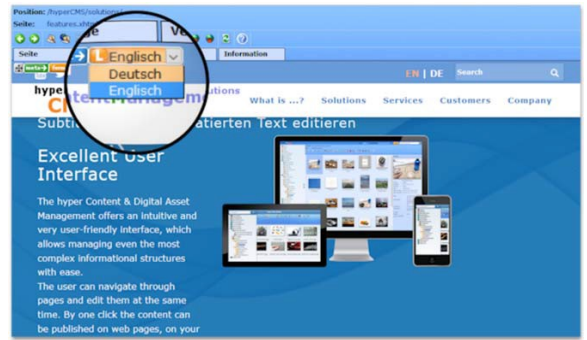 Position: /hyperCMS/solutions
Seite: features.xht
Seite
Information
Englisch
Deutsch
Englisch
meta
EN | DE
Search
hype
utions
What is ...? Solutions Services Customers Company
atierten Text editieren
Excellent User
Interface
The hyper Content & Digital Asset
Management offers an intuitive and
very user-friendly interface, which
allows managing even the most
complex informational structures
with ease.
The user can navigate through
pages and edit them at the same
time. By one click the content can
be published on web pages, on your